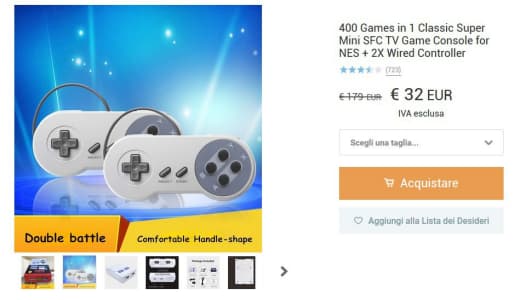 400 Games in 1 Classic Super
Mini SFC TV Game Console for
NES + 2X Wired Controller
(723)
€ 179 EUR € 32 EUR
IVA esclusa
Scegli una taglia...
Acquistare
Aggiungi alla Lista dei Desideri
Double battle
Comfortable Handle-shape